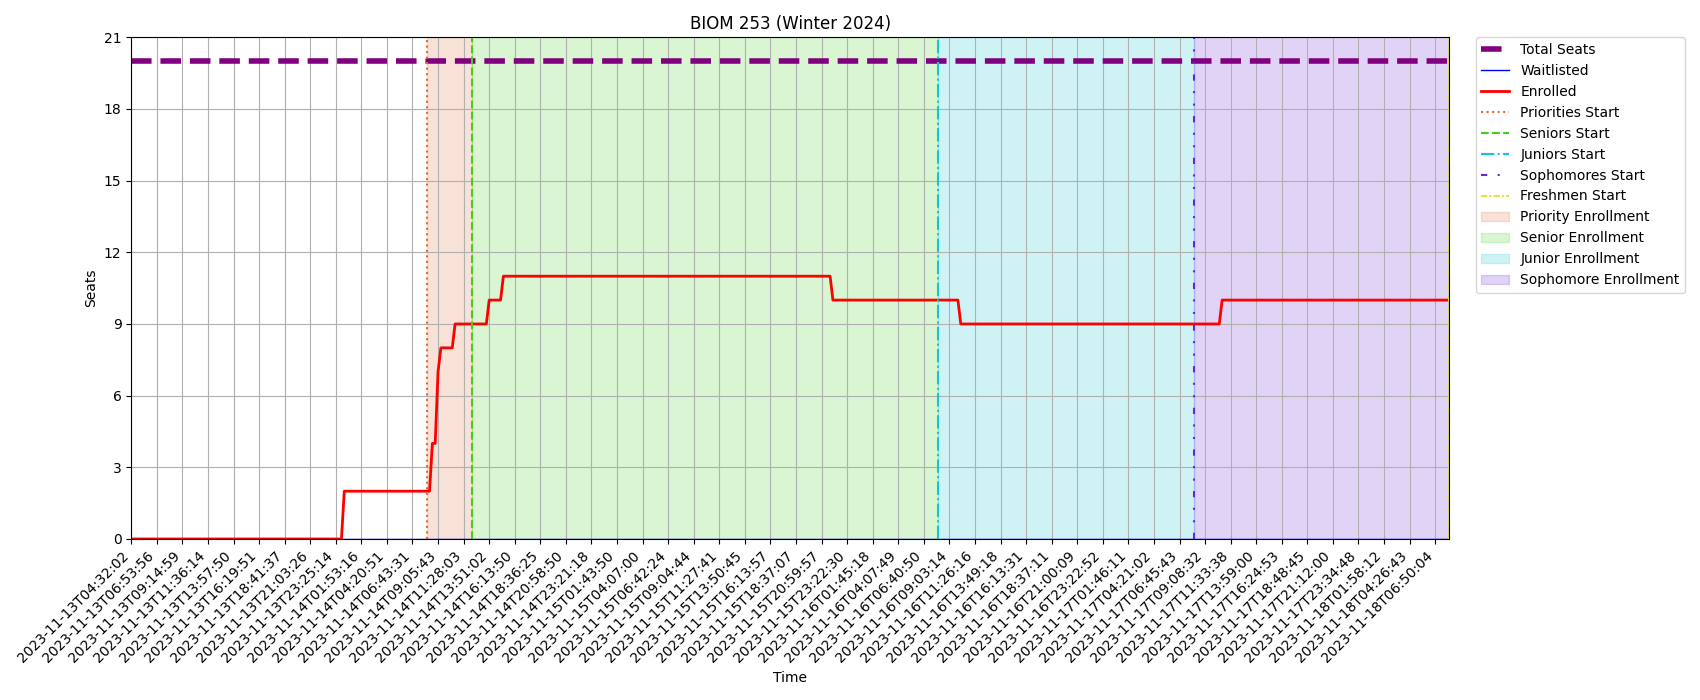 BIOM 253 (Winter 2024)
Seats
21
18
15
12
9
6
3
0
2023-11-13T04:32:02
2023-11-13T06:53:56
2023-11-13T09:14:59
2023-11-13T11:36:14
2023-11-13T13:57:50
2023-11-13T16:19:51
2023-11-13T18:41:37
2023-11-13T21:03:26
2023-11-13T23:25:14
2023-11-14T01:53:16
2023-11-14T04:20:51
2023-11-14T06:43:31
2023-11-14T09:05:43
2023-11-14T11:28:03
2023-11-14T13:51:02
2023-11-14T16:13:50
2023-11-14T18:36:25
2023-11-14T20:58:50
2023-11-14T23:21:18
2023-11-15T01:43:50
2023-11-15T04:07:00
2023-11-15T06:42:24
2023-11-15T09:04:44
2023-11-15T11:27:41
2023-11-15T13:50:45
2023-11-15T16:13:57
2023-11-15T18:37:07
2023-11-15T20:59:57
2023-11-15T23:22:30
2023-11-16T01:45:18
2023-11-16T04:07:49
2023-11-16T06:40:50
2023-11-16T09:03:14
2023-11-16T11:26:16
2023-11-16T13:49:18
2023-11-16T16:13:31
2023-11-16T18:37:11
2023-11-16T21:00:09
2023-11-16T23:22:52
2023-11-17T01:46:11
2023-11-17T04:21:02
2023-11-17T06:45:43
2023-11-17T09:08:32
2023-11-17T11:33:38
2023-11-17T13:59:00
2023-11-17T16:24:53
2023-11-17T18:48:45
2023-11-17T21:12:00
2023-11-17T23:34:48
2023-11-18T01:58:12
2023-11-18T04:26:43
2023-11-18T06:50:04
Time
Total Seats
Waitlisted
Enrolled
Priorities Start
Seniors Start
Juniors Start
Sophomores Start
Freshmen Start
Priority Enrollment
Senior Enrollment
Junior Enrollment
Sophomore Enrollment